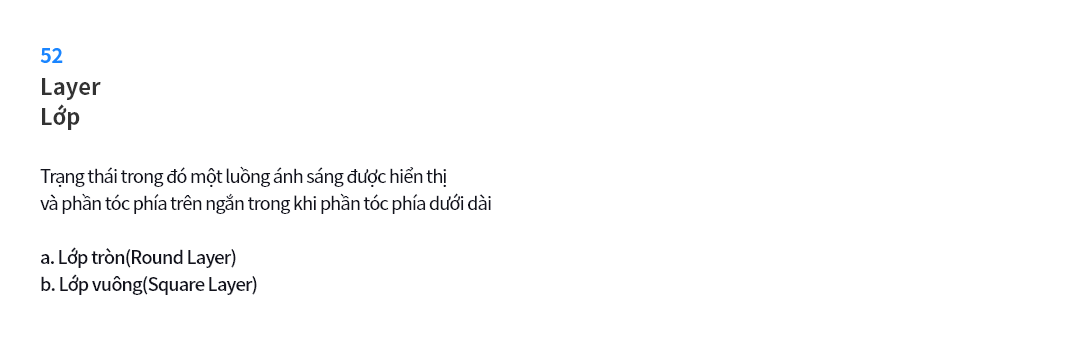 52
Layer
Lớp
Trạng thái trong đó một luồng ánh sáng được hiển thị
và phần tóc phía trên ngắn trong khi phần tóc phía dưới dài
a. Lớp tròn(Round Layer)
b. Lớp vuông(Square Layer)